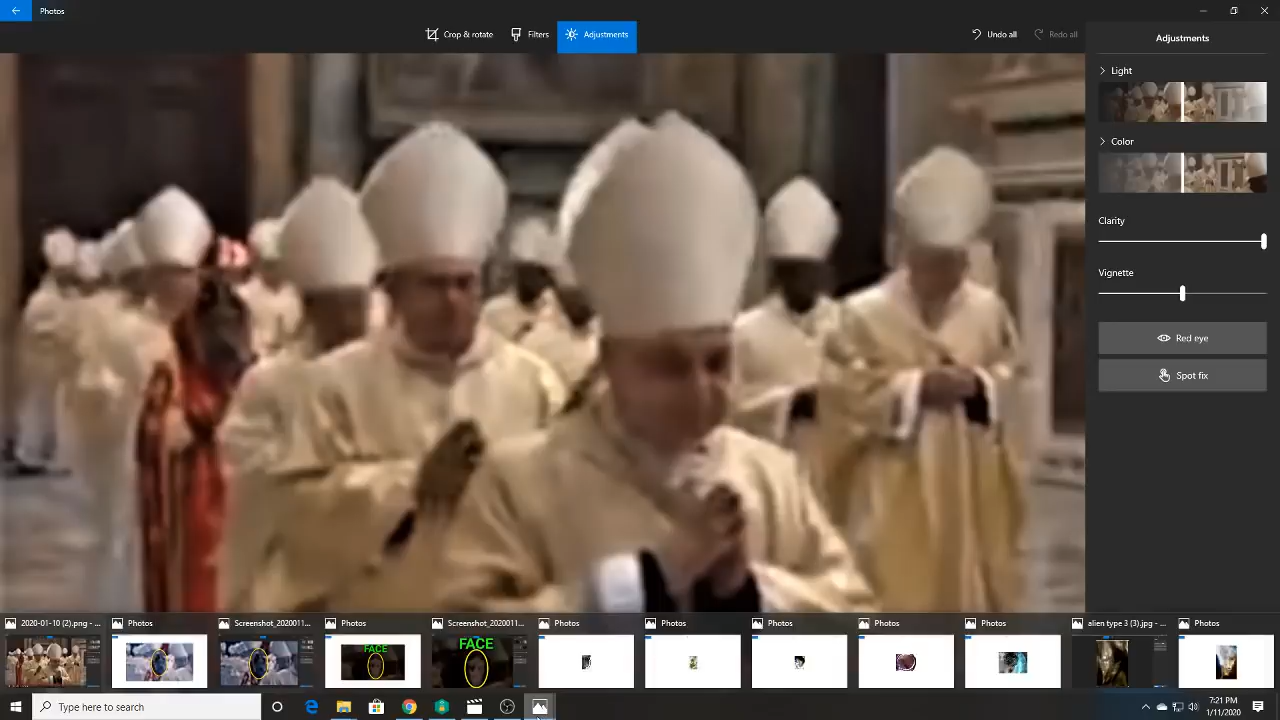 Photos
Crop & rotate
Filters
Adjustments
Undo all
Redo all
Adjustments
Light
Color
Clarity
Vignette
Red eye
Spot fix
2020-01-10 (2).png - ...
Photos
Screenshot_2020011...
Photos
Screenshot_2020011...
Photos
Photos
Photos
Photos
Photos
alien type 3 (3).jpg - ...
Photos
FACE
FACE
Type here to search
7:21 PM
1/11/2020